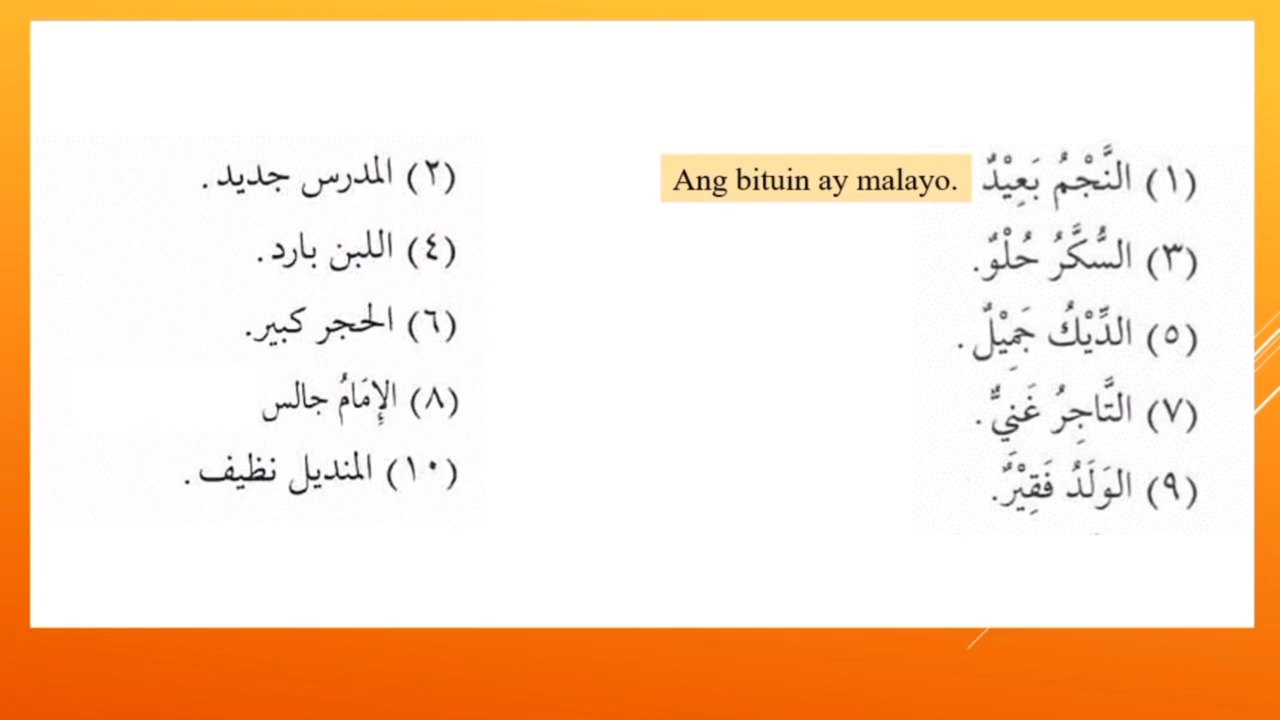 (١) النَّجْمُ بَعِيْدٌ Ang bituin ay malayo.
(٢) المدرس جديد.
(٣) السُّكَّرُ حُلْوٌ.
(٤) اللبن بارد.
(٥) الدِّيْكُ جَمِيْلٌ.
(٦) الحجر كبير.
(٧) التَّاجِرُ غَنِيٌّ.
(٨) الإِمَامُ جالس
(٩) الوَلَدُ فَقِيْرٌ.
(١٠) المنديل نظيف.